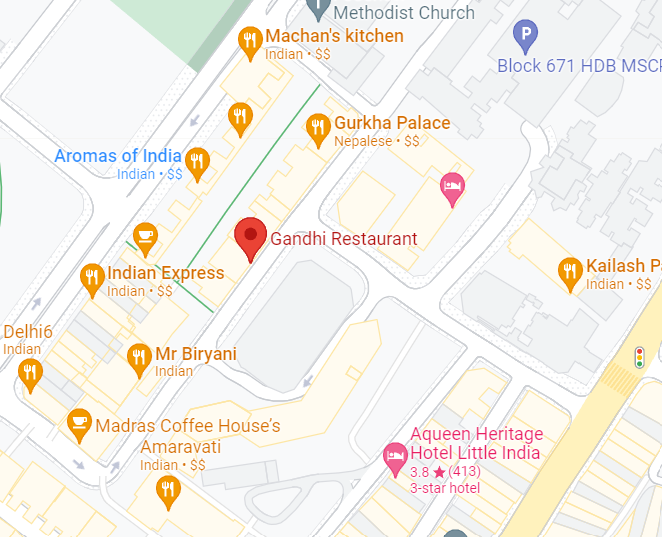 Methodist Church
Machan's kitchen
Indian • $$
P
Block 671 HDB MSCP
Gurkha Palace
Nepalese • $$
Aromas of India
Indian • $$
Gandhi Restaurant
Indian Express
Indian • $$
Kailash P
Indian • $$
Delhi6
Indian
Mr Biryani
Indian
Madras Coffee House's
Amaravati
Indian • $$
Aqueen Heritage
Hotel Little India
3.8 ★ (413)
3-star hotel